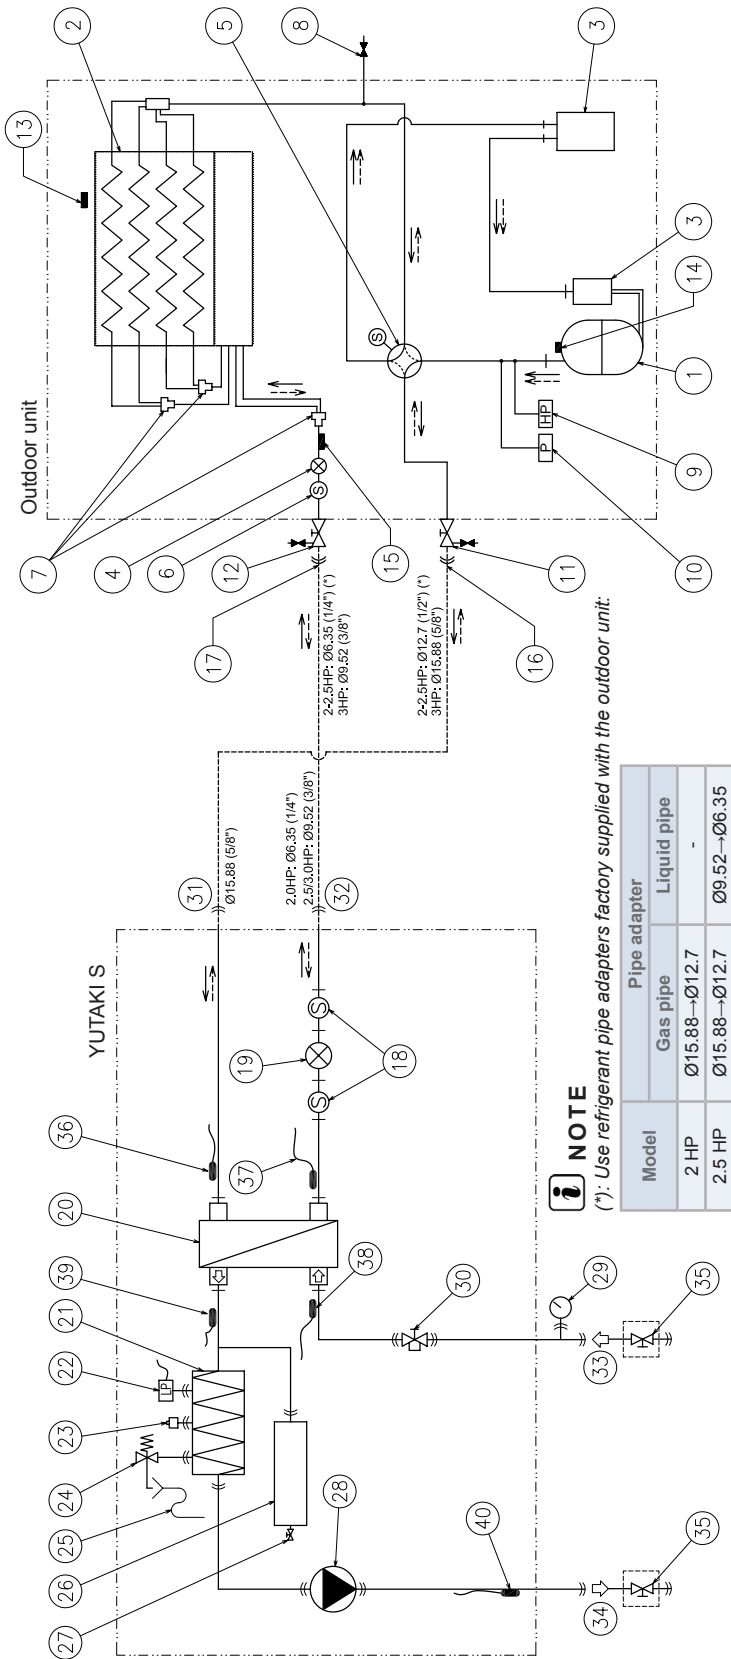 YUTAKI S
Outdoor unit
13
2
5
8
3
3
14
1
9
10
7
4
6
12
15
11
17
16
31
32
36
37
20
19
18
39
38
21
22
23
24
25
26
27
28
30
29
33
35
40
34
35
S
S
S
S
HP
P
LP
Ø15.88 (5/8")
2.0HP: Ø6.35 (1/4")
2.5/3.0HP: Ø9.52 (3/8")
2-2.5HP: Ø6.35 (1/4") (*)
3HP: Ø9.52 (3/8")
2-2.5HP: Ø12.7 (1/2") (*)
3HP: Ø15.88 (5/8")
i NOTE
(*): Use refrigerant pipe adapters factory supplied with the outdoor unit:
Model Pipe adapter
Gas pipe Liquid pipe
2 HP Ø15.88→Ø12.7 -
2.5 HP Ø15.88→Ø12.7 Ø9.52→Ø6.35